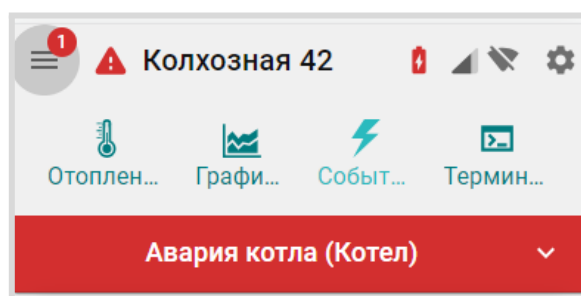 1
Колхозная 42
Отоплен... Графи... Событ... Термин...
Авария котла (Котел)